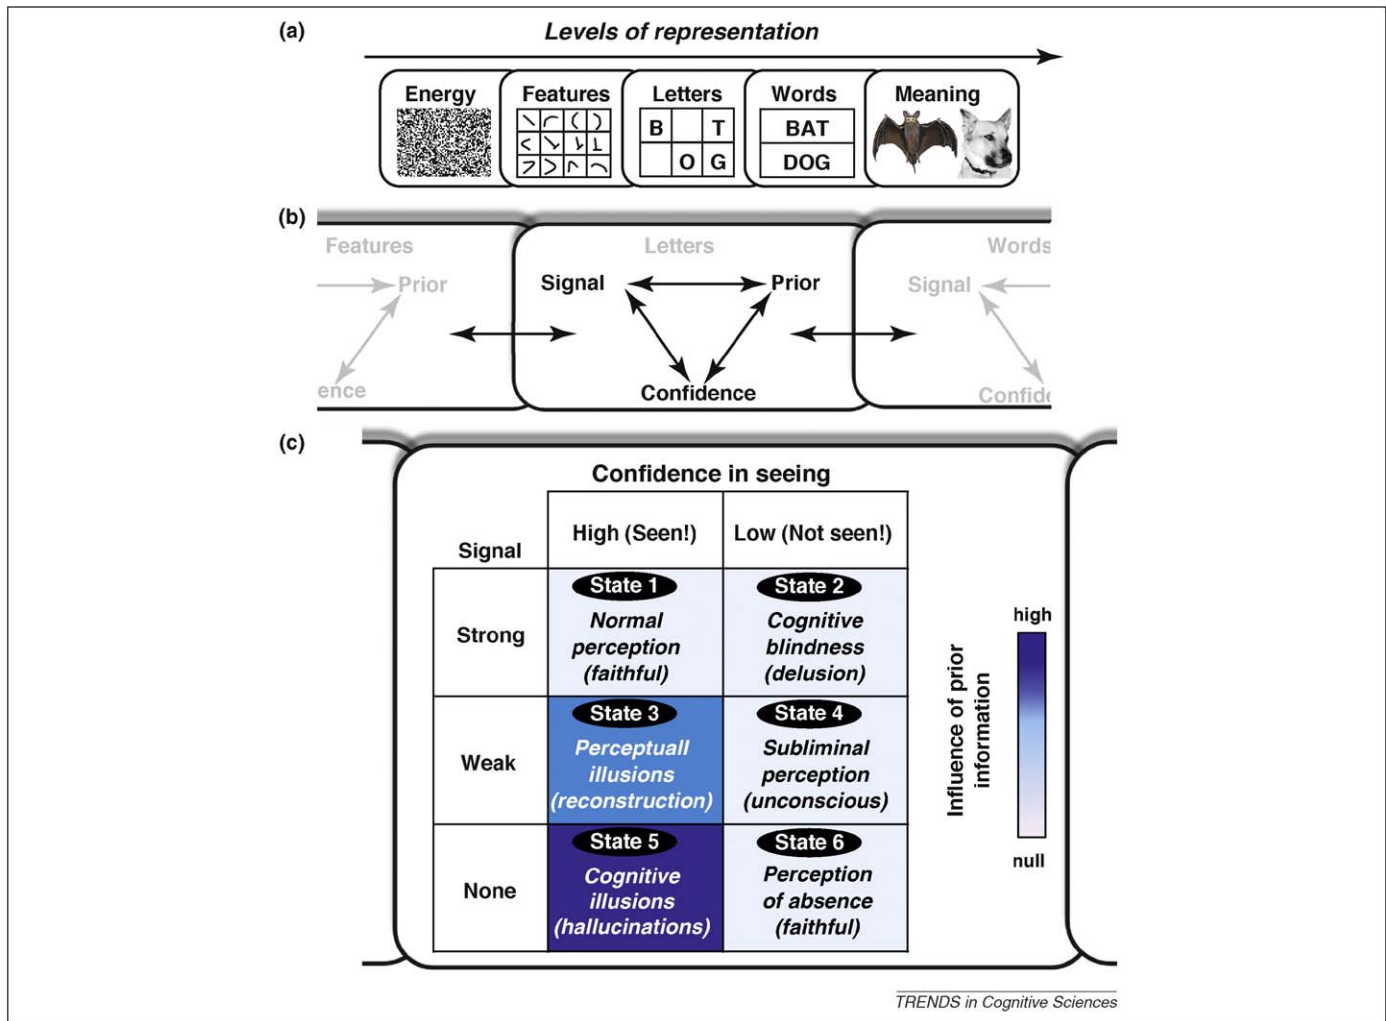 (a)
Levels of representation
Energy Features Letters Words Meaning
B T BAT
O G DOG
(b)
Features Letters Words
Signal Prior
Prior Signal
ence Confidence Confide
(c)
Confidence in seeing
High (Seen!) Low (Not seen!)
Signal
State 1 State 2
Normal Cognitive
Strong perception blindness
(faithful) (delusion)
State 3 State 4
Perceptuall Subliminal
Weak illusions perception
(reconstruction) (unconscious)
State 5 State 6
Cognitive Perception
None illusions of absence
(hallucinations) (faithful)
high
Influence of prior
information
null
TRENDS in Cognitive Sciences